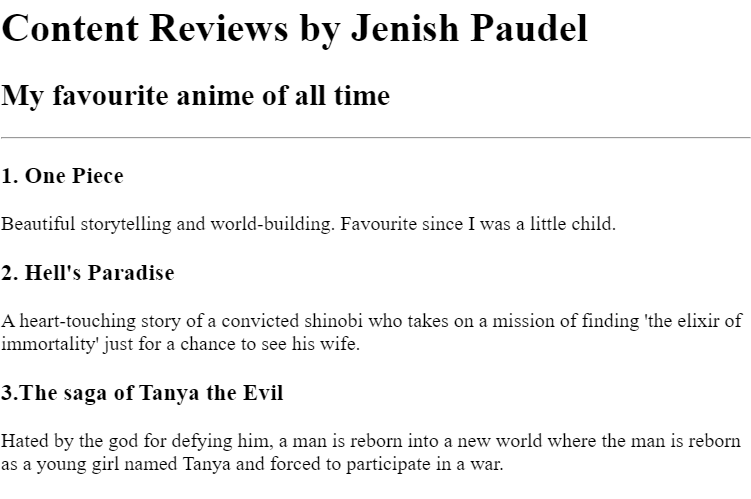 Content Reviews by Jenish Paudel
My favourite anime of all time
1. One Piece
Beautiful storytelling and world-building. Favourite since I was a little child.
2. Hell's Paradise
A heart-touching story of a convicted shinobi who takes on a mission of finding 'the elixir of
immortality' just for a chance to see his wife.
3.The saga of Tanya the Evil
Hated by the god for defying him, a man is reborn into a new world where the man is reborn
as a young girl named Tanya and forced to participate in a war.